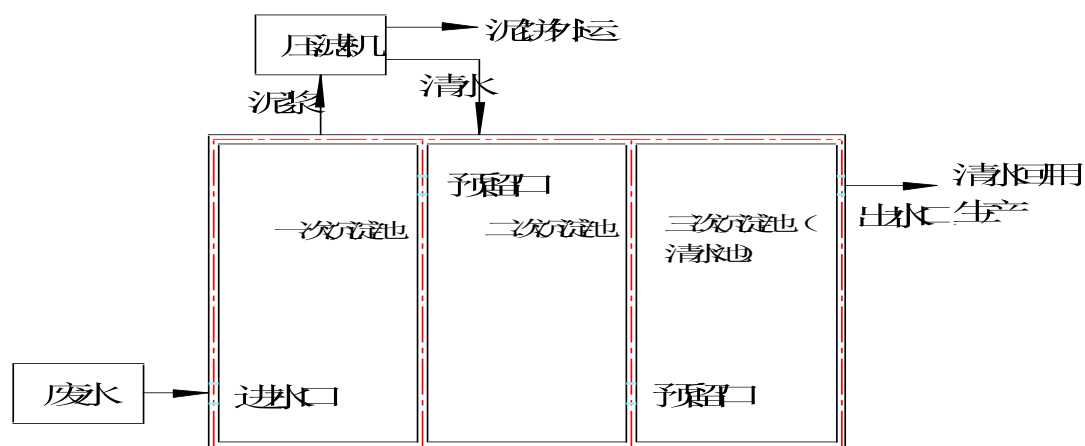 压滤机
泥饼外运
清水
泥浆
预留口
清水回用
出水口 生产
一次沉淀池
二次沉淀池
三次沉淀池（
清水池）
废水
进水口
预留口